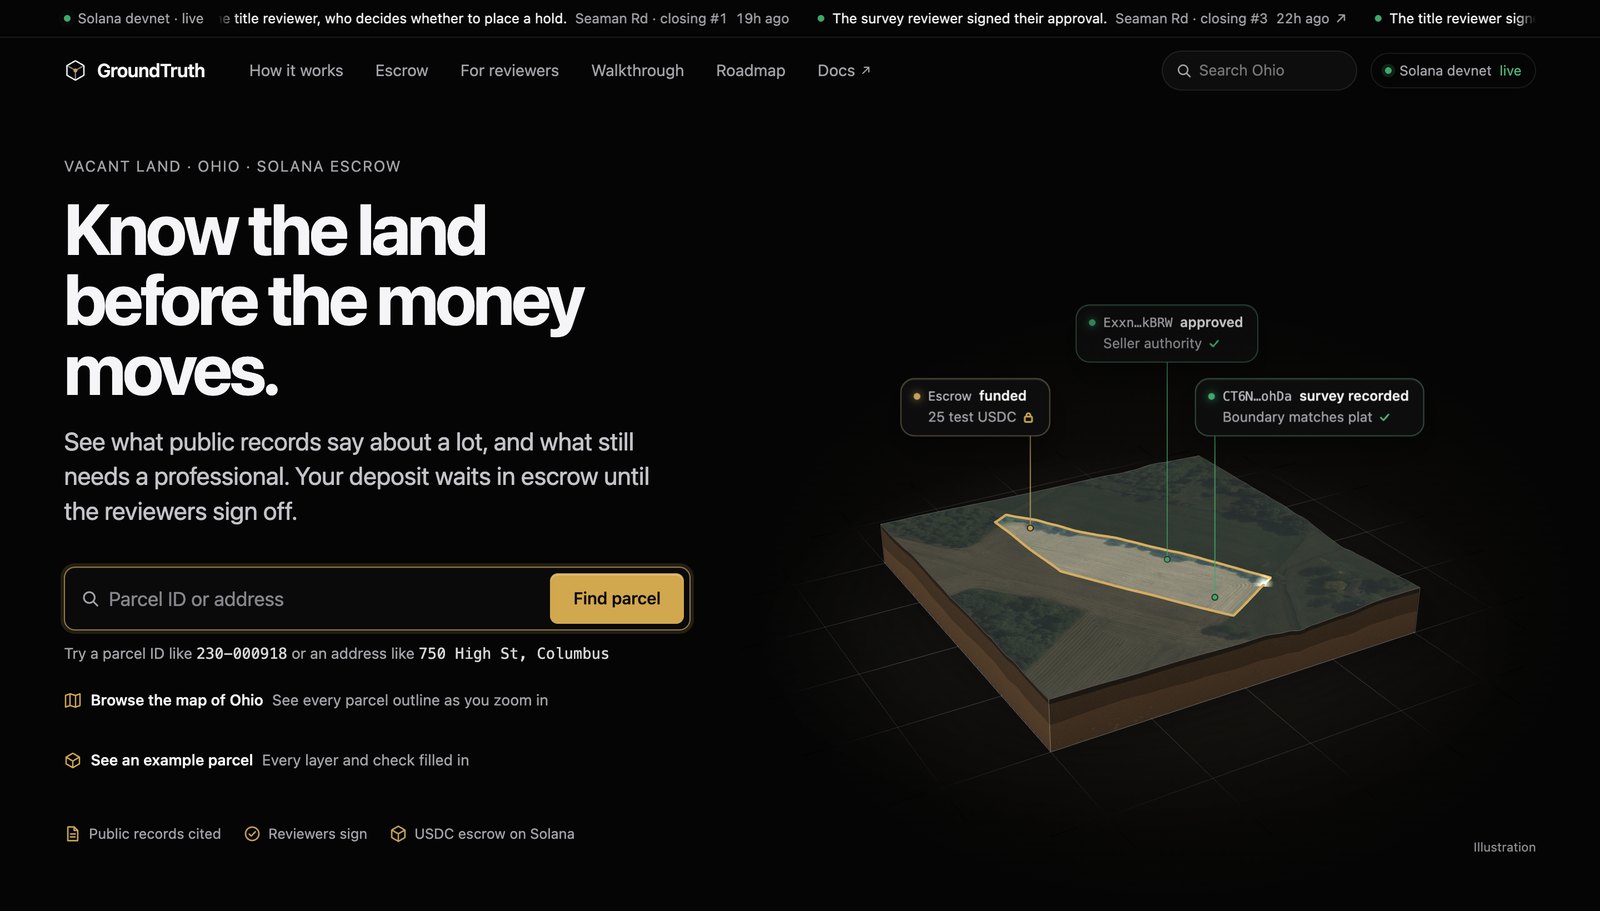 Solana devnet · live title reviewer, who decides whether to place a hold. Seaman Rd · closing #1 19h ago The survey reviewer signed their approval. Seaman Rd · closing #3 22h ago ↗ The title reviewer
GroundTruth How it works Escrow For reviewers Walkthrough Roadmap Docs ↗ Search Ohio Solana devnet live
VACANT LAND · OHIO · SOLANA ESCROW
Know the land
before the money
moves.
See what public records say about a lot, and what still
needs a professional. Your deposit waits in escrow until
the reviewers sign off.
Parcel ID or address Find parcel
Try a parcel ID like 230-000918 or an address like 750 High St, Columbus
Browse the map of Ohio See every parcel outline as you zoom in
See an example parcel Every layer and check filled in
Public records cited Reviewers sign USDC escrow on Solana
Exxn…kBRW approved
Seller authority ✓
Escrow funded
25 test USDC
CT6N…ohDa survey recorded
Boundary matches plat ✓
Illustration